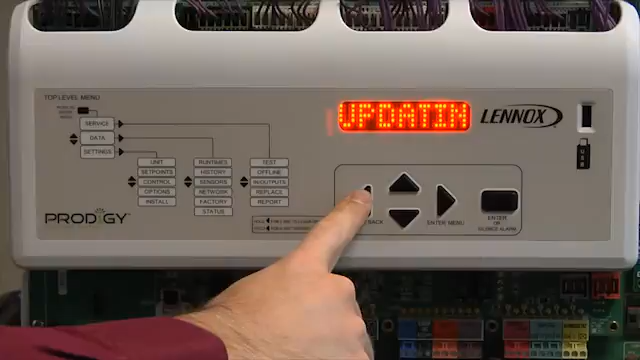 TOP LEVEL MENU
UPDATIN
LENNOX
SERVICE
DATA
SETTINGS
USB
UNIT
SETPOINTS
CONTROL
OPTIONS
INSTALL
RUNTIMES
HISTORY
SENSORS
NETWORK
FACTORY
STATUS
TEST
OFFLINE
IN/OUTPUTS
REPLACE
REPORT
PRODIGY
BACK
ENTER MENU
ENTER
OR
SILENCE ALARM